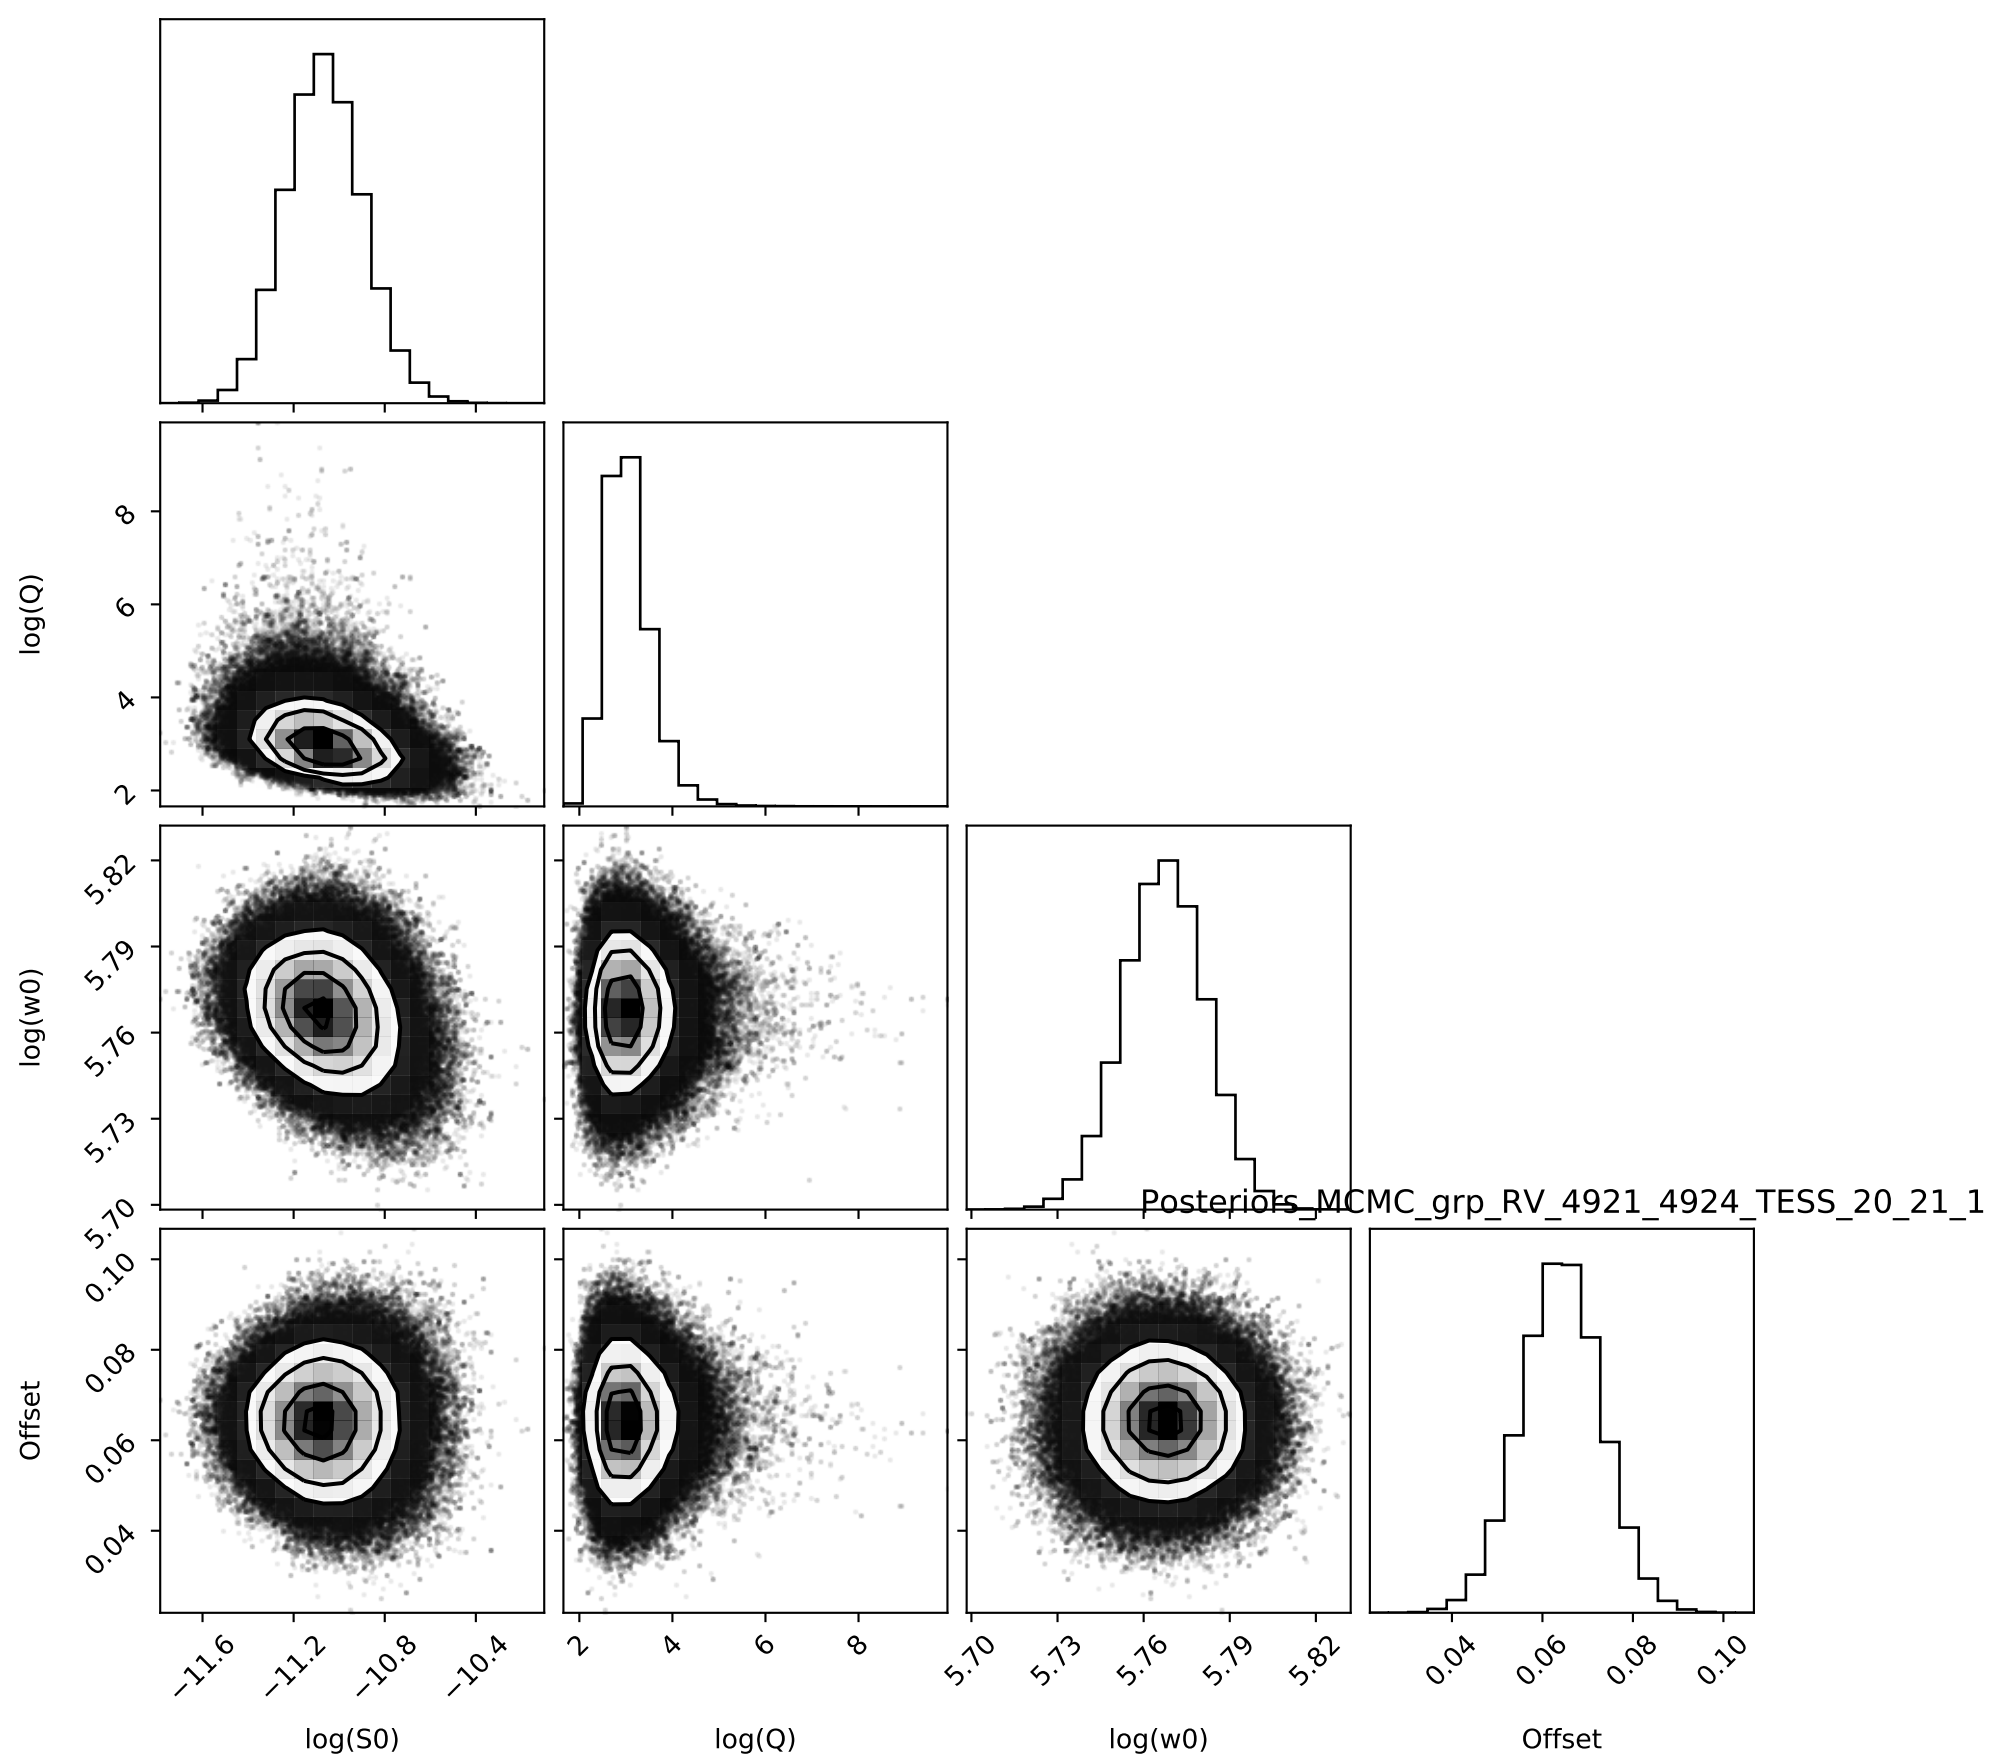 8
6
4
2
log(Q)
5.82
5.79
5.76
5.73
5.70
log(w0)
Posteriors_MCMC_grp_RV_4921_4924_TESS_20_21_1
0.10
0.08
0.06
0.04
Offset
−11.6 −11.2 −10.8 −10.4 2 4 6 8 5.70 5.73 5.76 5.79 5.82 0.04 0.06 0.08 0.10
log(S0) log(Q) log(w0) Offset